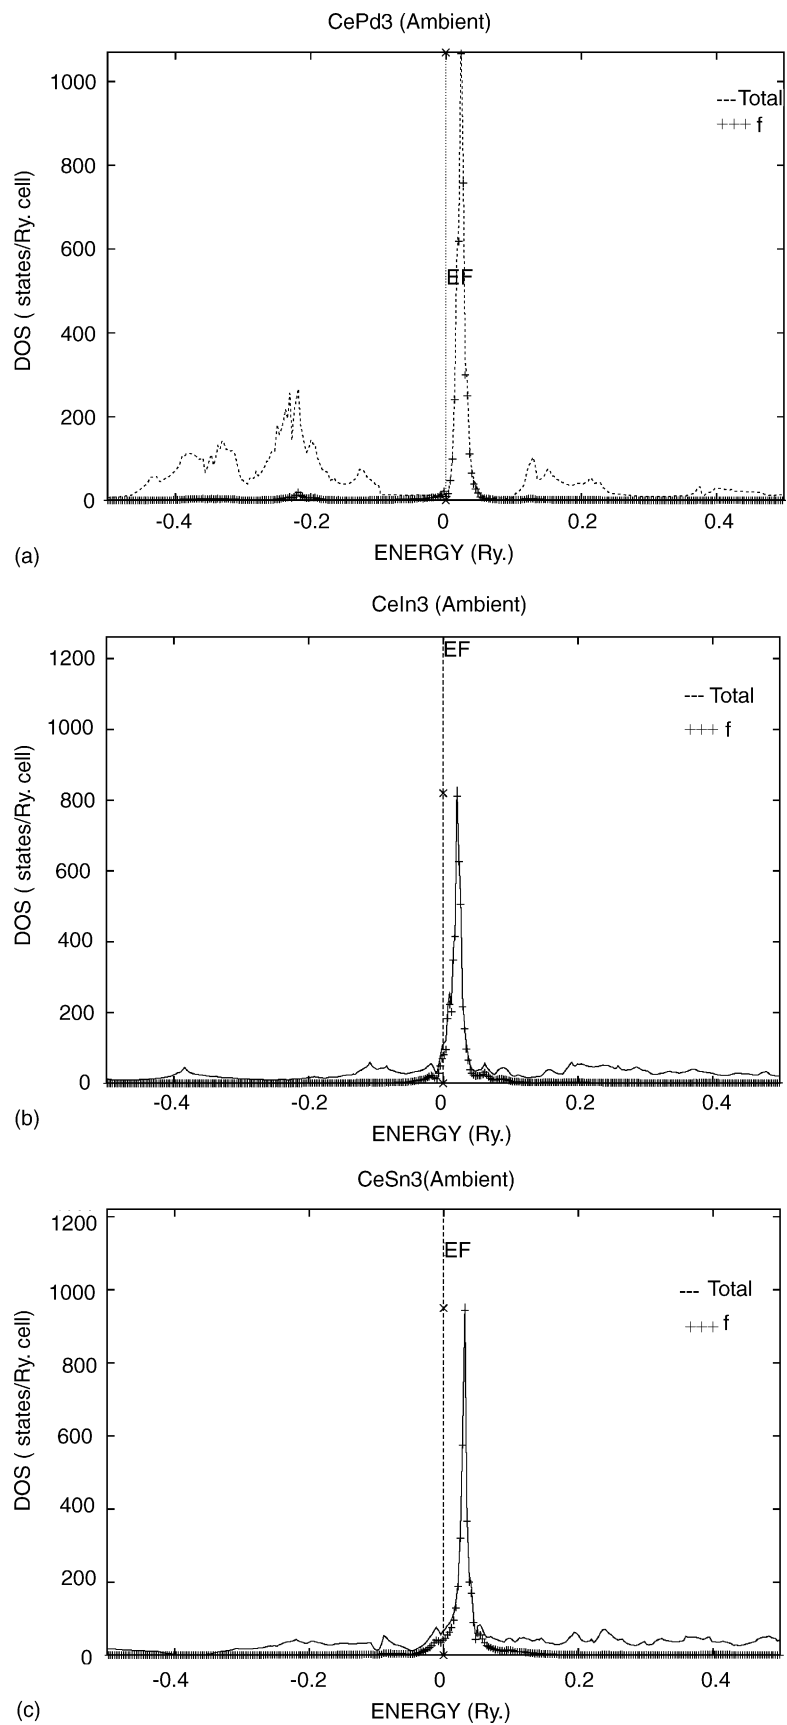 CePd3 (Ambient)
1000
800
600
400
200
0
DOS ( states/Ry. cell)
---Total
+++ f
EF
-0.4
-0.2
0
0.2
0.4
ENERGY (Ry.)
(a)
CeIn3 (Ambient)
1200
1000
800
600
400
200
0
DOS ( states/Ry. cell)
EF
--- Total
+++ f
-0.4
-0.2
0
0.2
0.4
ENERGY (Ry.)
(b)
CeSn3(Ambient)
1200
1000
800
600
400
200
0
DOS ( states/Ry. cell)
EF
--- Total
+++ f
-0.4
-0.2
0
0.2
0.4
ENERGY (Ry.)
(c)